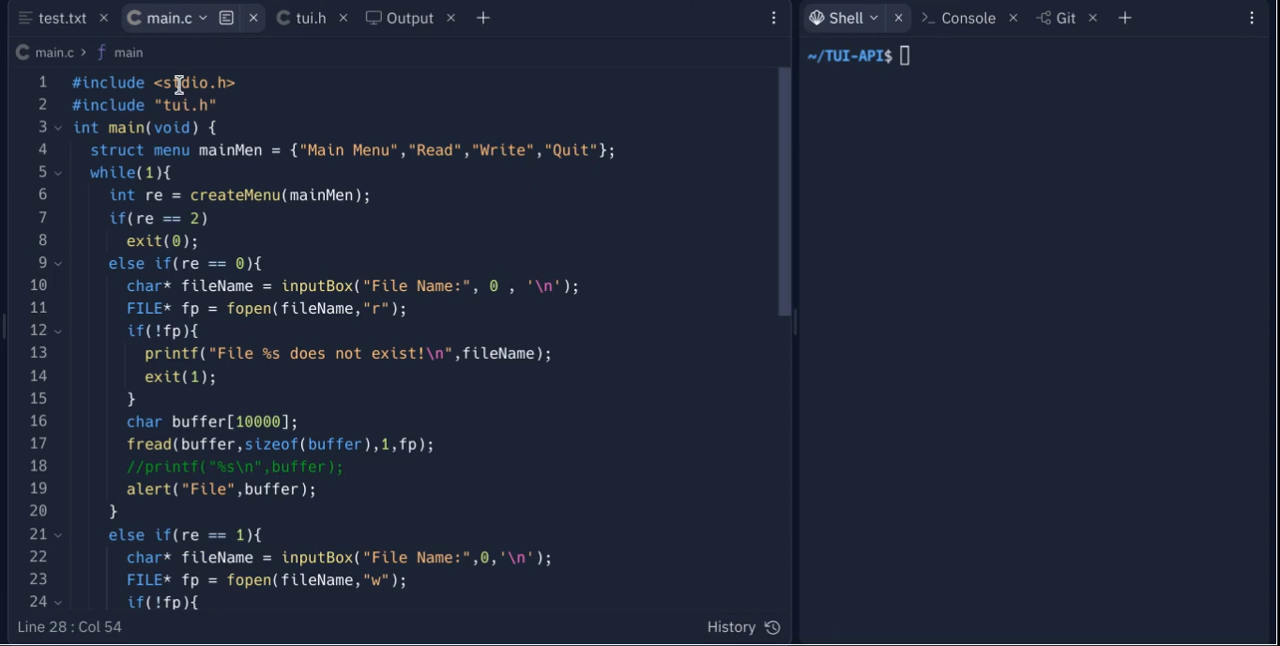 test.txt main.c tui.h Output
main.c > main
1 #include <stdio.h>
2 #include "tui.h"
3 int main(void) {
4 struct menu mainMen = {"Main Menu","Read","Write","Quit"};
5 while(1){
6 int re = createMenu(mainMen);
7 if(re == 2)
8 exit(0);
9 else if(re == 0){
10 char* fileName = inputBox("File Name:", 0 , '\n');
11 FILE* fp = fopen(fileName,"r");
12 if(!fp){
13 printf("File %s does not exist!\n",fileName);
14 exit(1);
15 }
16 char buffer[10000];
17 fread(buffer,sizeof(buffer),1,fp);
18 //printf("%s\n",buffer);
19 alert("File",buffer);
20 }
21 else if(re == 1){
22 char* fileName = inputBox("File Name:",0,'\n');
23 FILE* fp = fopen(fileName,"w");
24 if(!fp){
Line 28 : Col 54 History
Shell Console Git
~/TUI-API$